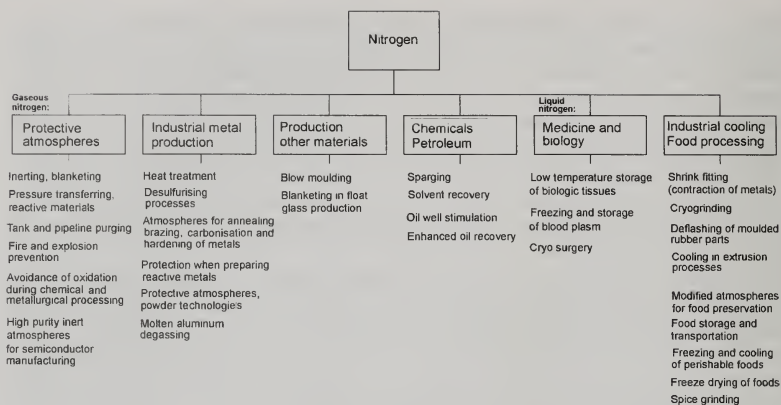 Nitrogen
Gaseous
nitrogen:
Protective
atmospheres
Inerting, blanketing
Pressure transferring,
reactive materials
Tank and pipeline purging
Fire and explosion
prevention
Avoidance of oxidation
during chemical and
metallurgical processing
High purity inert
atmospheres
for semiconductor
manufacturing
Industrial metal
production
Heat treatment
Desulfurising
processes
Atmospheres for annealing
brazing, carbonisation and
hardening of metals
Protection when preparing
reactive metals
Protective atmospheres,
powder technologies
Molten aluminum
degassing
Production
other materials
Blow moulding
Blanketing in float
glass production
Chemicals
Petroleum
Sparging
Solvent recovery
Oil well stimulation
Enhanced oil recovery
Liquid
nitrogen:
Medicine and
biology
Low temperature storage
of biologic tissues
Freezing and storage
of blood plasm
Cryo surgery
Industrial cooling
Food processing
Shrink fitting
(contraction of metals)
Cryogrinding
Deflashing of moulded
rubber parts
Cooling in extrusion
processes
Modified atmospheres
for food preservation
Food storage and
transportation
Freezing and cooling
of perishable foods
Freeze drying of foods
Spice grinding